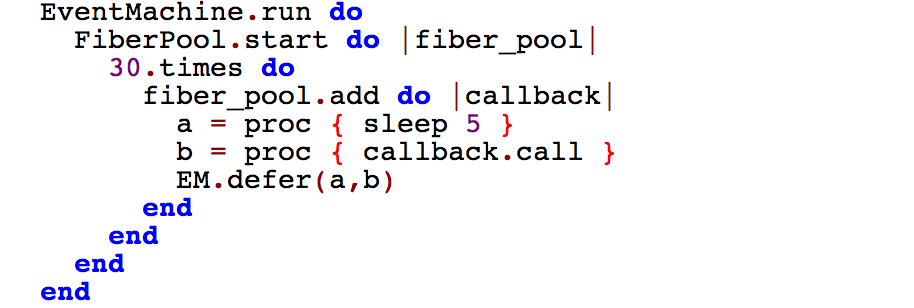 EventMachine.run do
  FiberPool.start do |fiber_pool|
    30.times do
      fiber_pool.add do |callback|
        a = proc { sleep 5 }
        b = proc { callback.call }
        EM.defer(a,b)
      end
    end
  end
end